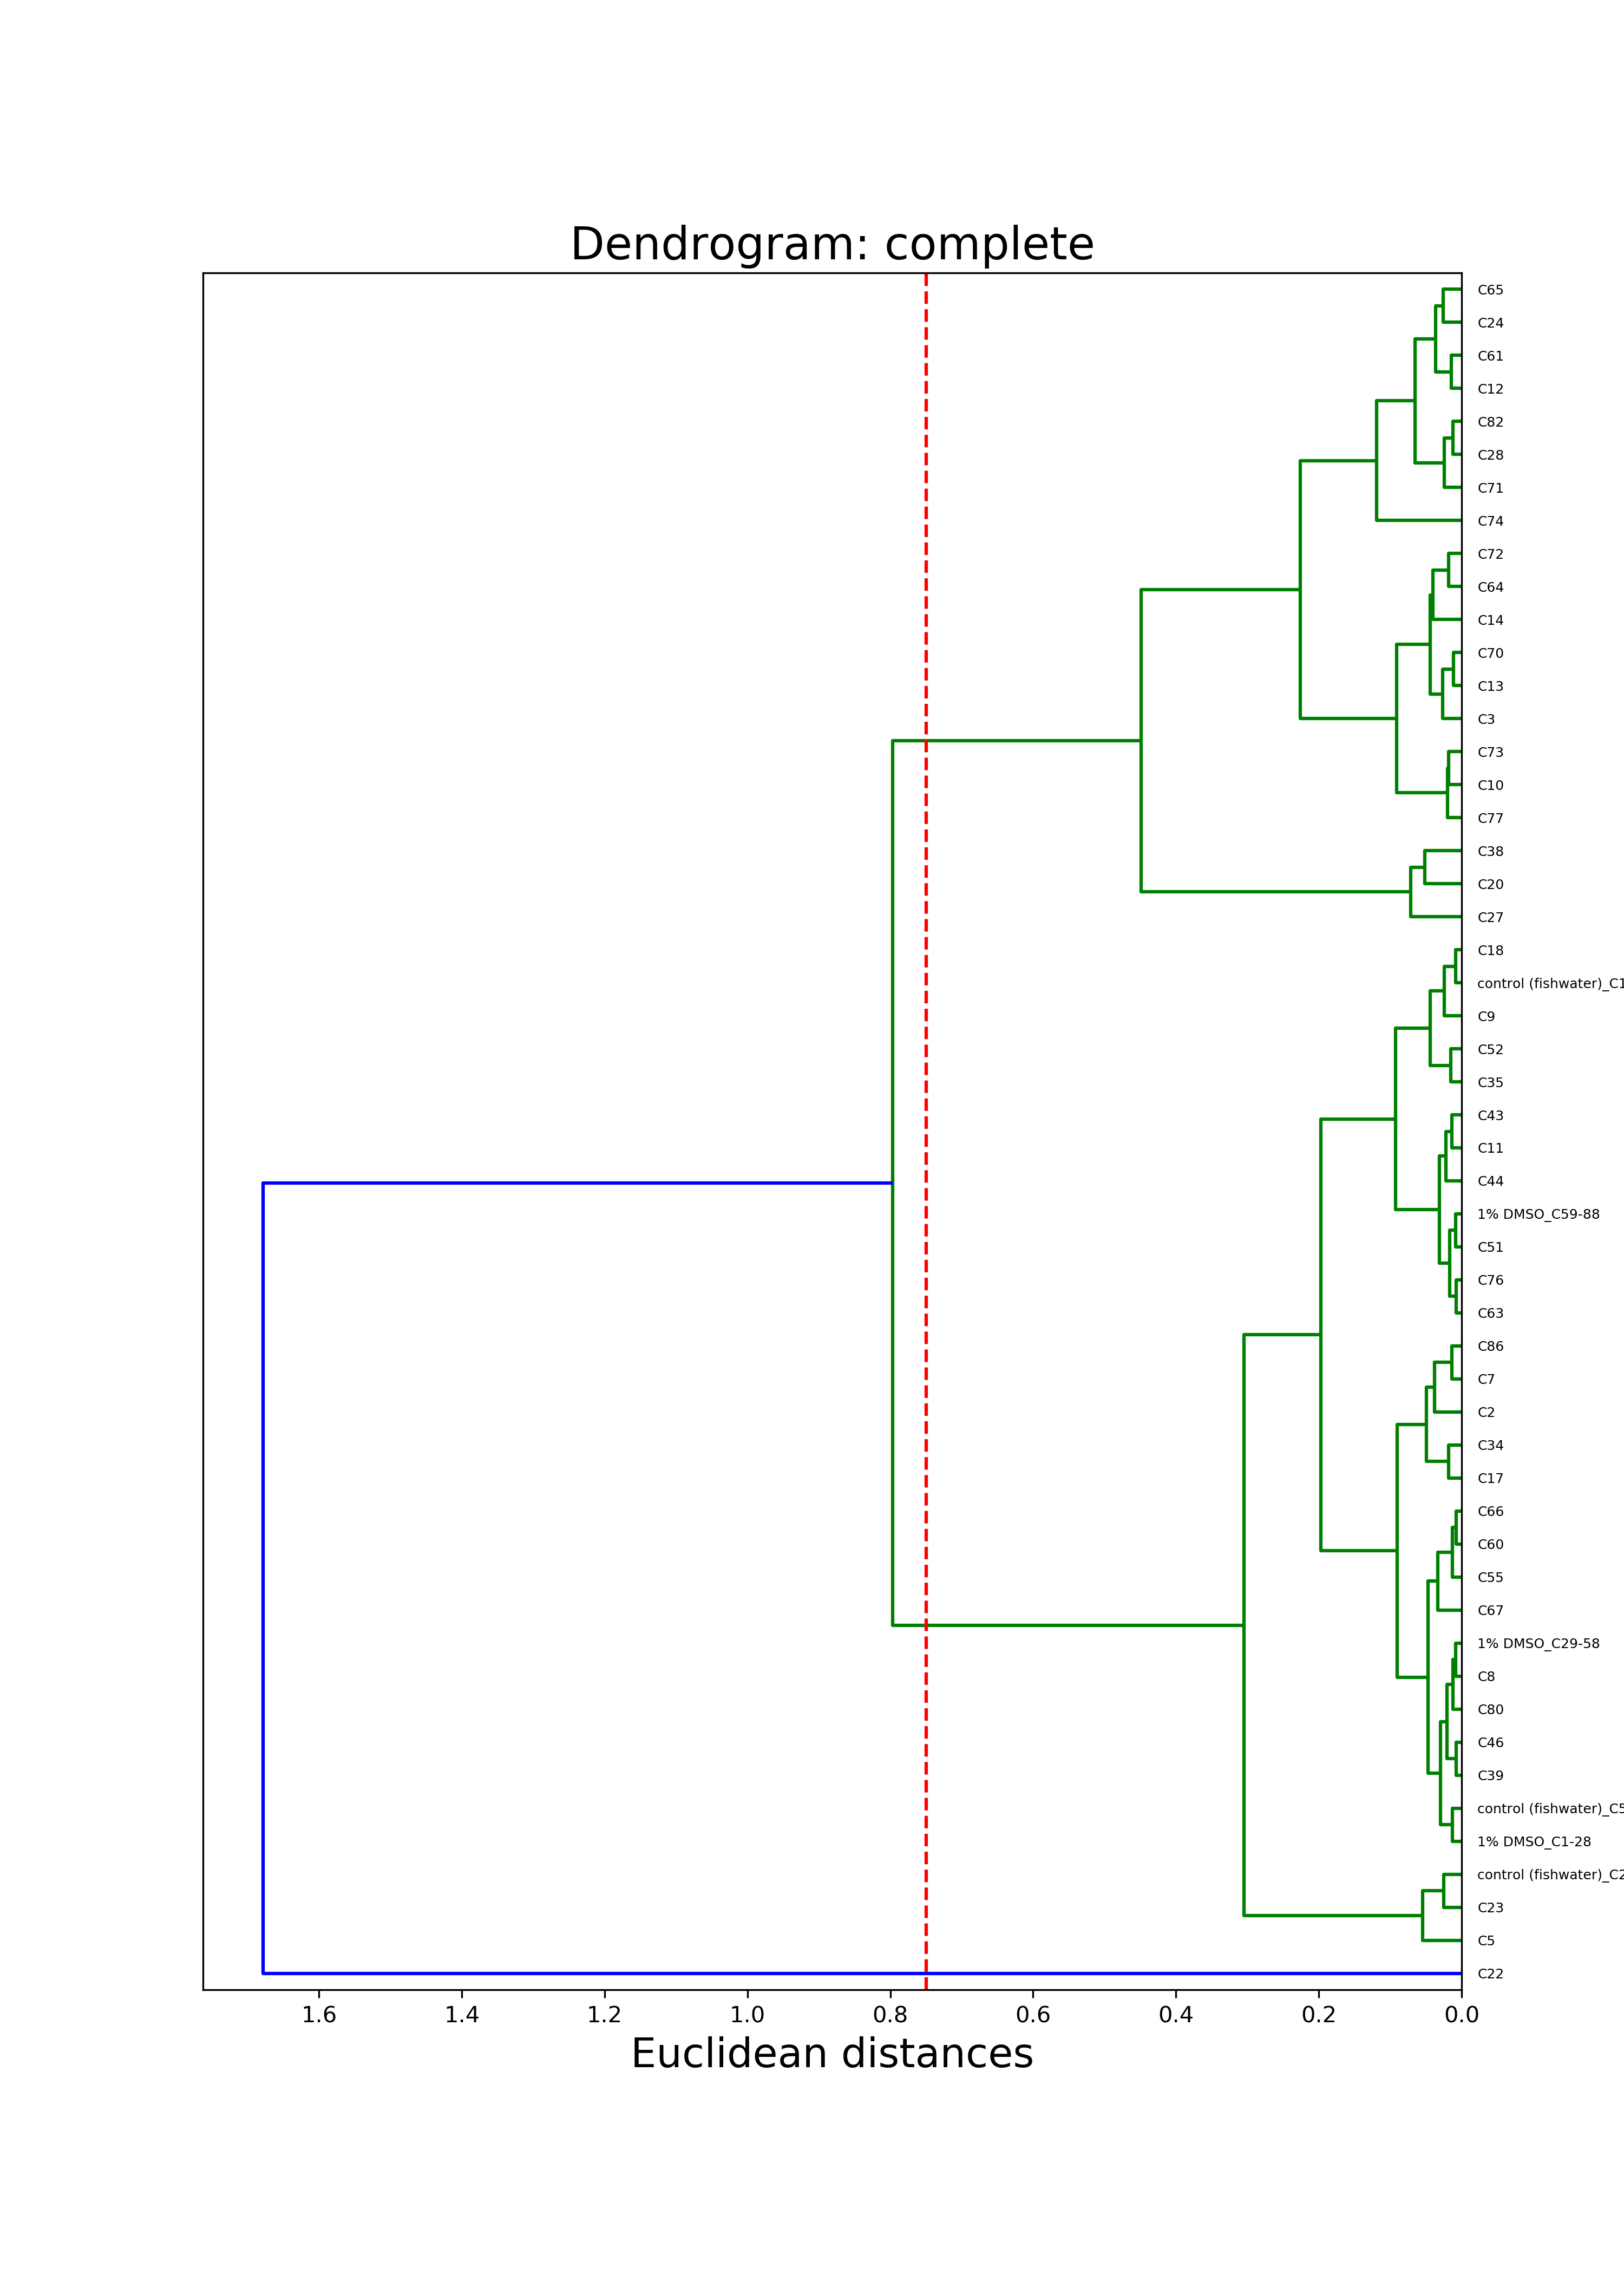 Dendrogram: complete
C65
C24
C61
C12
C82
C28
C71
C74
C72
C64
C14
C70
C13
C3
C73
C10
C77
C38
C20
C27
C18
control (fishwater)_C1
C9
C52
C35
C43
C11
C44
1% DMSO_C59-88
C51
C76
C63
C86
C7
C2
C34
C17
C66
C60
C55
C67
1% DMSO_C29-58
C8
C80
C46
C39
control (fishwater)_C5
1% DMSO_C1-28
control (fishwater)_C2
C23
C5
C22
1.6 1.4 1.2 1.0 0.8 0.6 0.4 0.2 0.0
Euclidean distances